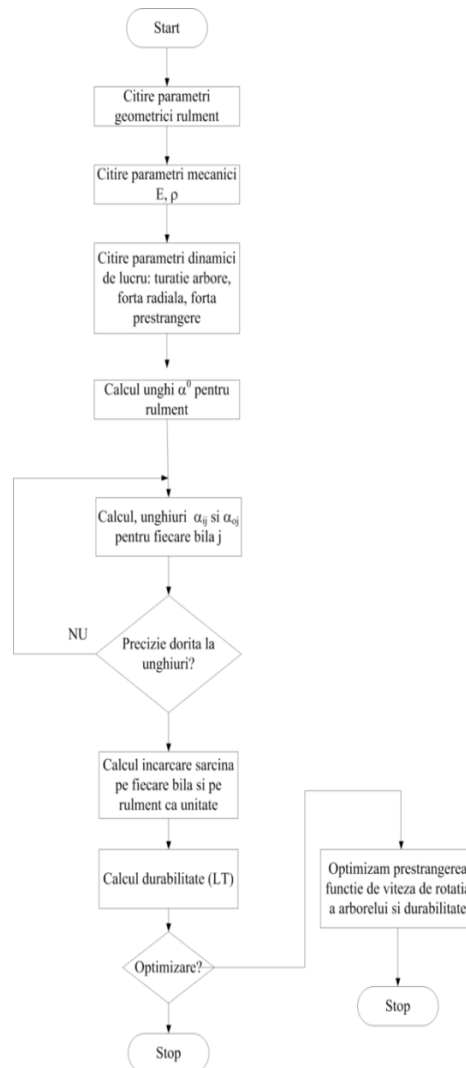 Start
Citire parametri
geometrici rulment
Citire parametri mecanici
E, ρ
Citire parametri dinamici
de lucru: turatie arbore,
forta radiala, forta
prestrangere
Calcul unghi α⁰ pentru
rulment
Calcul, unghiuri αij si αoj
pentru fiecare bila j
NU
Precizie dorita la
unghiuri?
Calcul incarcare sarcina
pe fiecare bila si pe
rulment ca unitate
Calcul durabilitate (LT)
Optimizare?
Stop
Optimizam prestrangerea
functie de viteza de rotatia
a arborelui si durabilitate
Stop